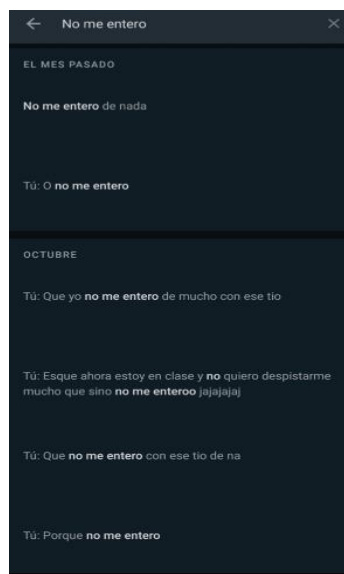 No me entero
EL MES PASADO
No me entero de nada
Tú: O no me entero
OCTUBRE
Tú: Que yo no me entero de mucho con ese tio
Tú: Esque ahora estoy en clase y no quiero despistarme
mucho que sino no me enteroo jajajajaj
Tú: Que no me entero con ese tio de na
Tú: Porque no me entero